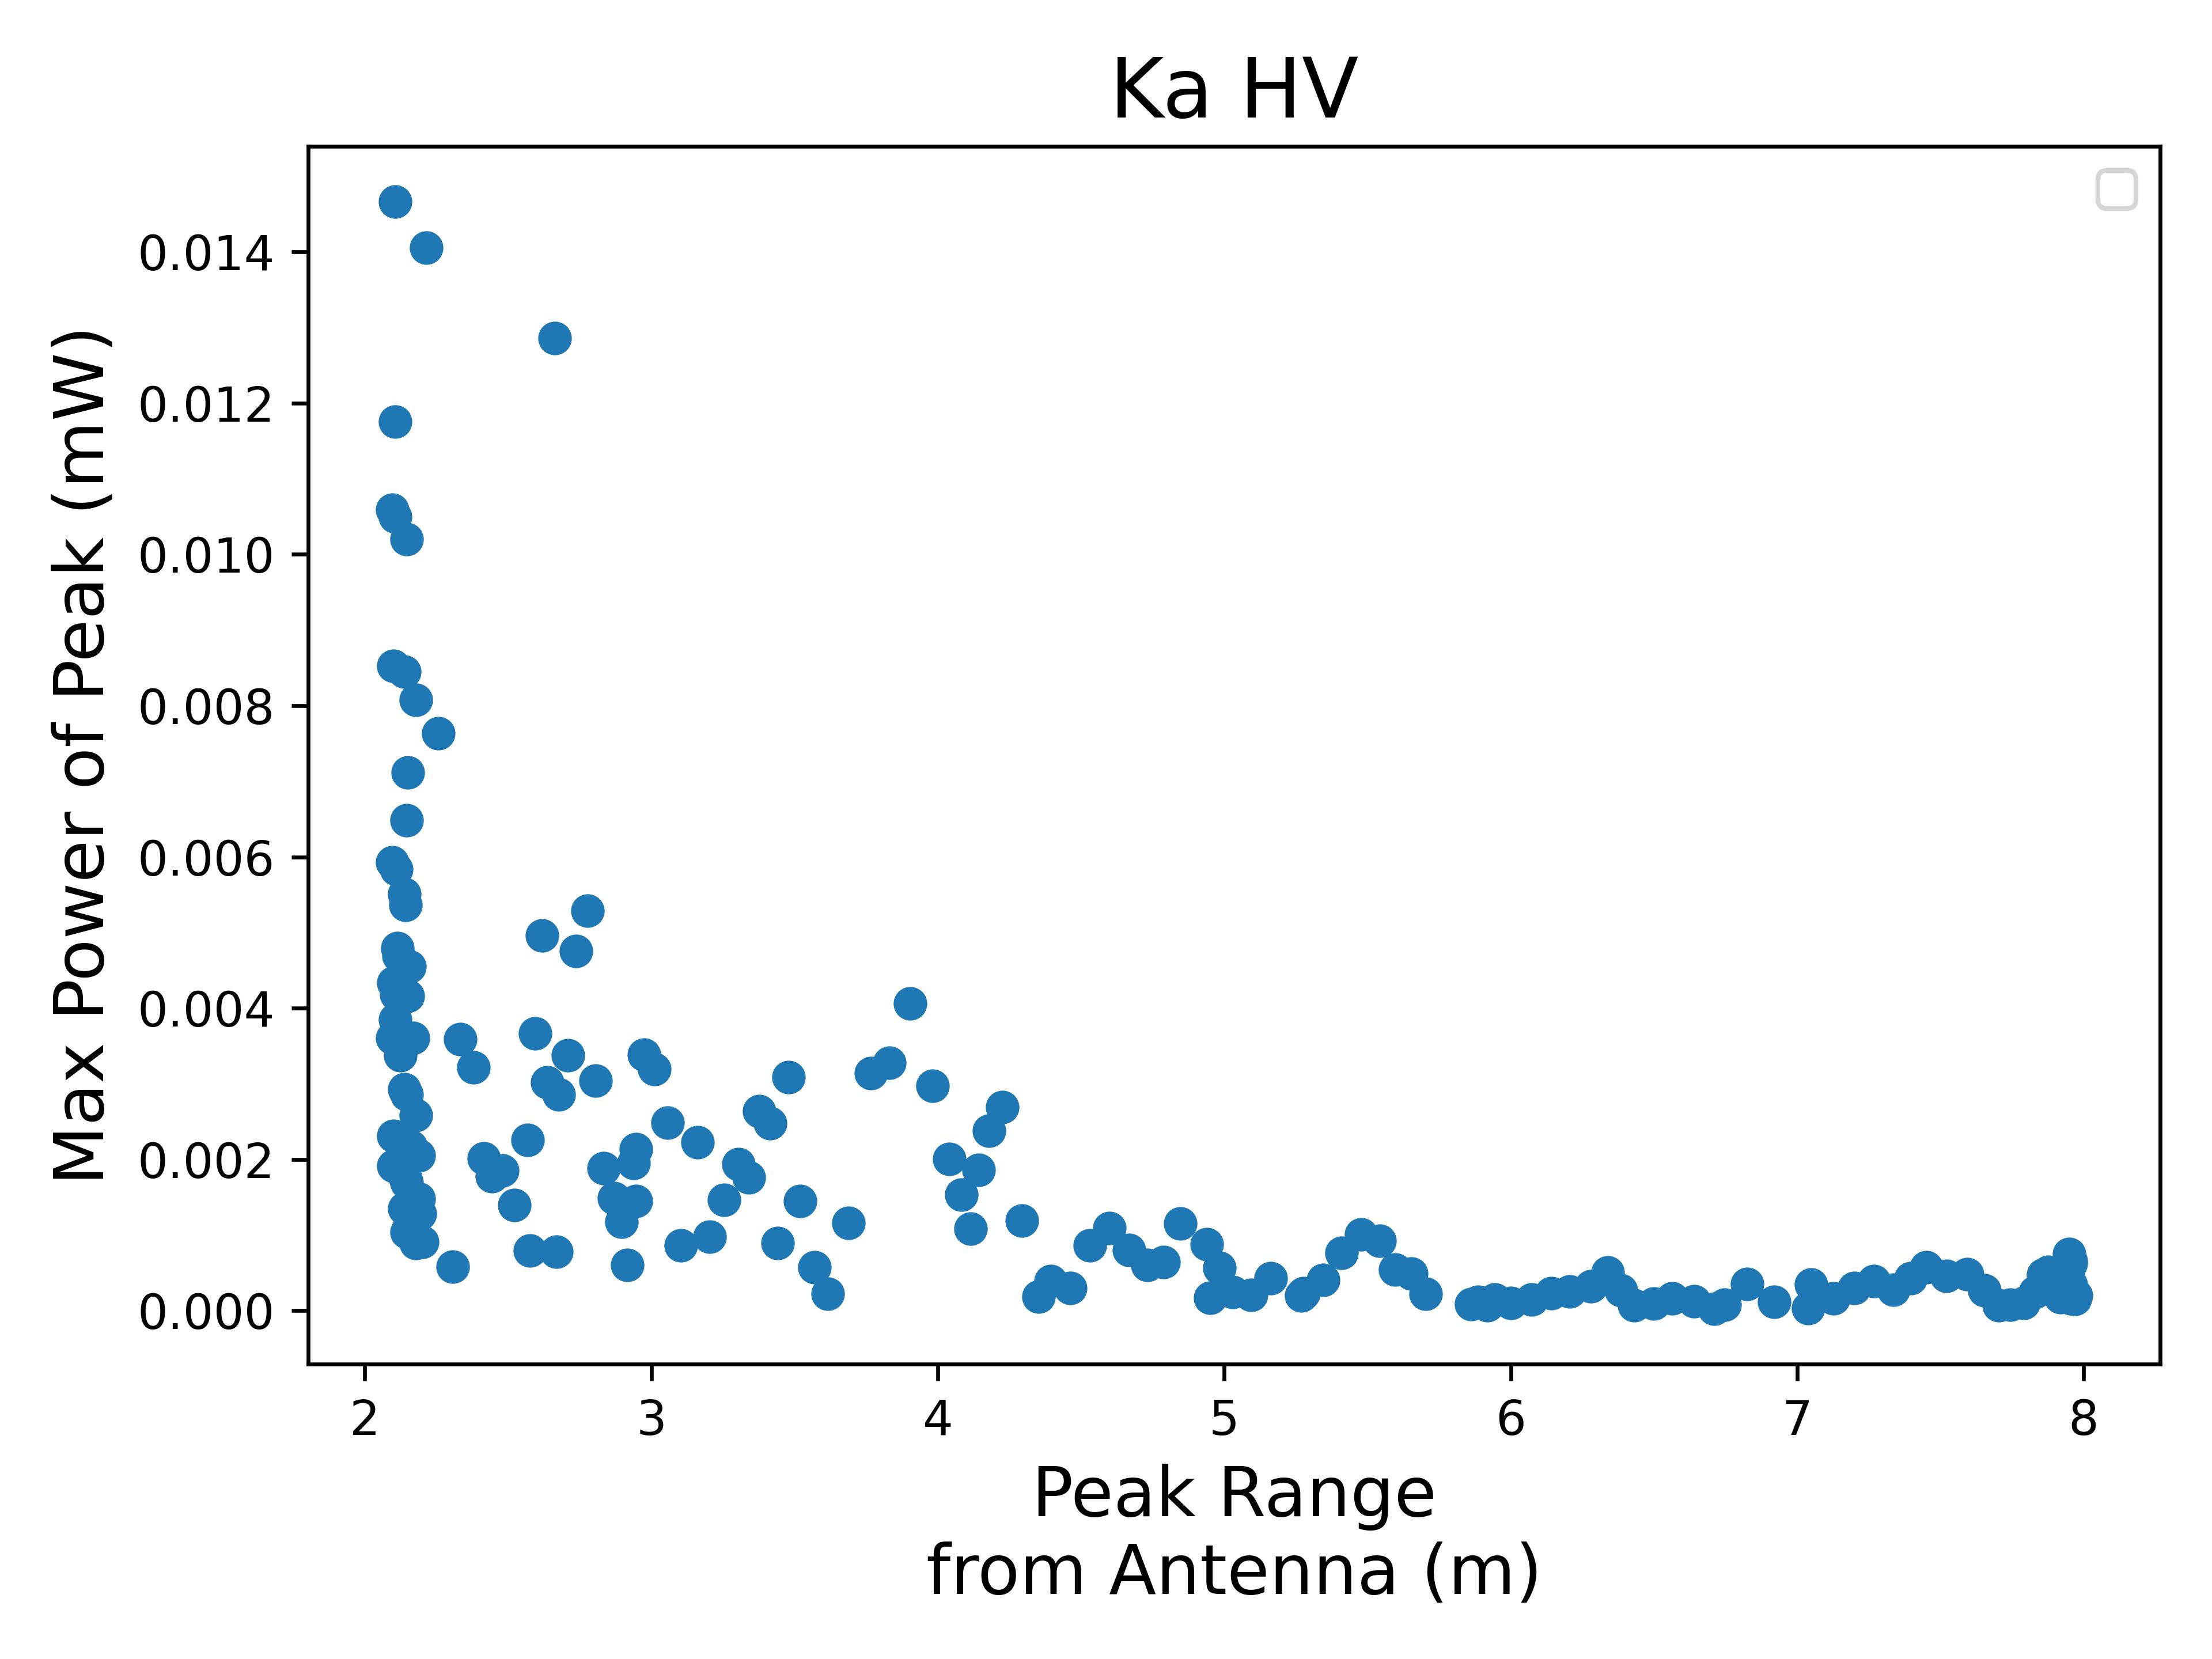 Ka HV
Max Power of Peak (mW)
0.014
0.012
0.010
0.008
0.006
0.004
0.002
0.000
2 3 4 5 6 7 8
Peak Range
from Antenna (m)